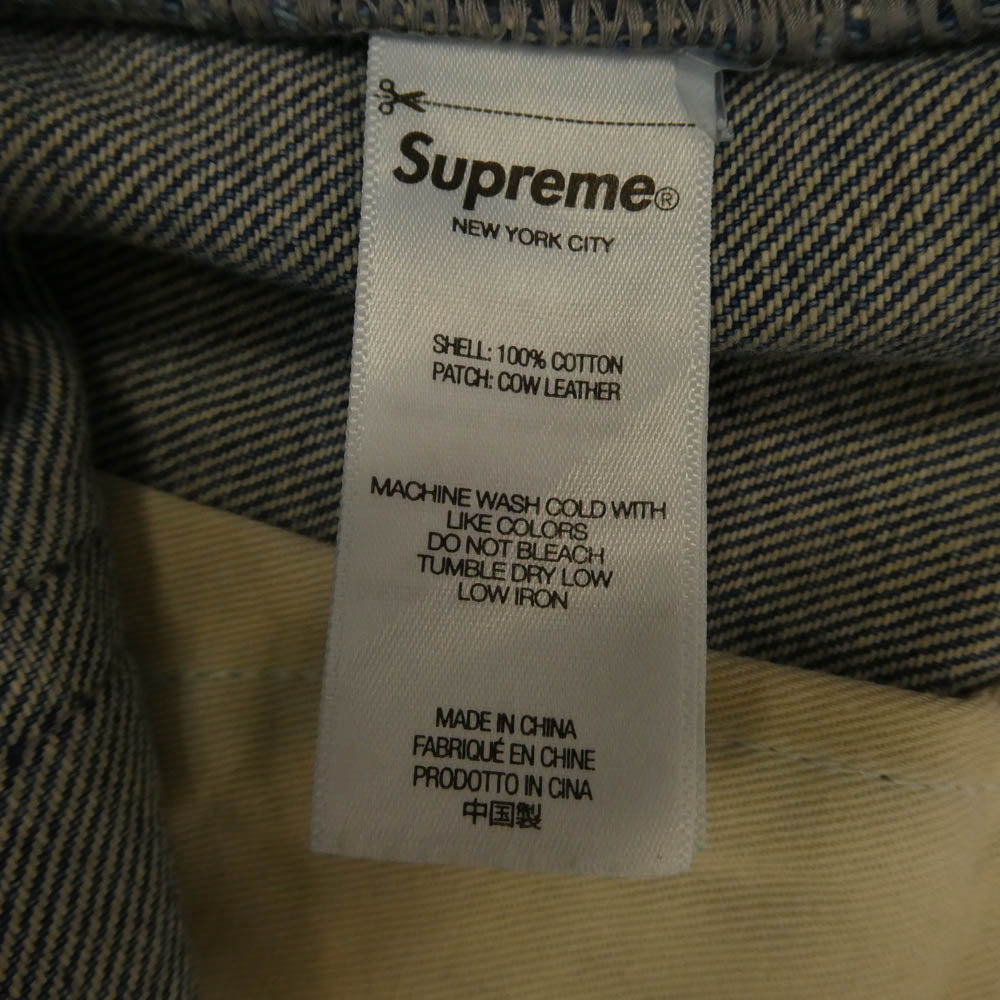 Supreme®
NEW YORK CITY
SHELL: 100% COTTON
PATCH: COW LEATHER
MACHINE WASH COLD WITH
LIKE COLORS
DO NOT BLEACH
TUMBLE DRY LOW
LOW IRON
MADE IN CHINA
FABRIQUÉ EN CHINE
PRODOTTO IN CINA
中国製